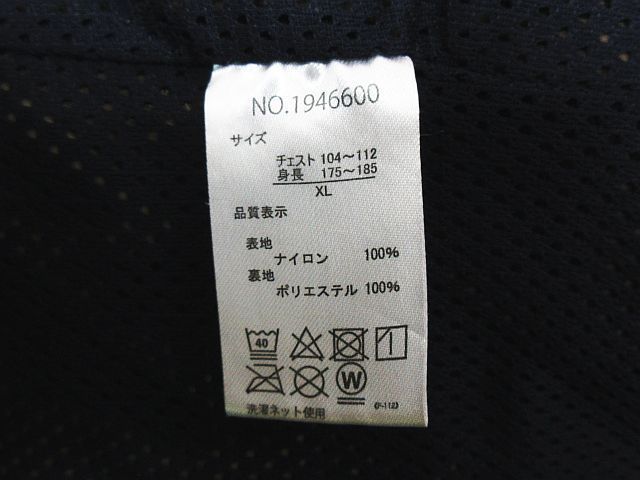 NO.1946600
サイズ
チェスト 104～112
身長 175～185
XL
品質表示
表地
ナイロン 100%
裏地
ポリエステル 100%
40
W
洗濯ネット使用
(F-112)